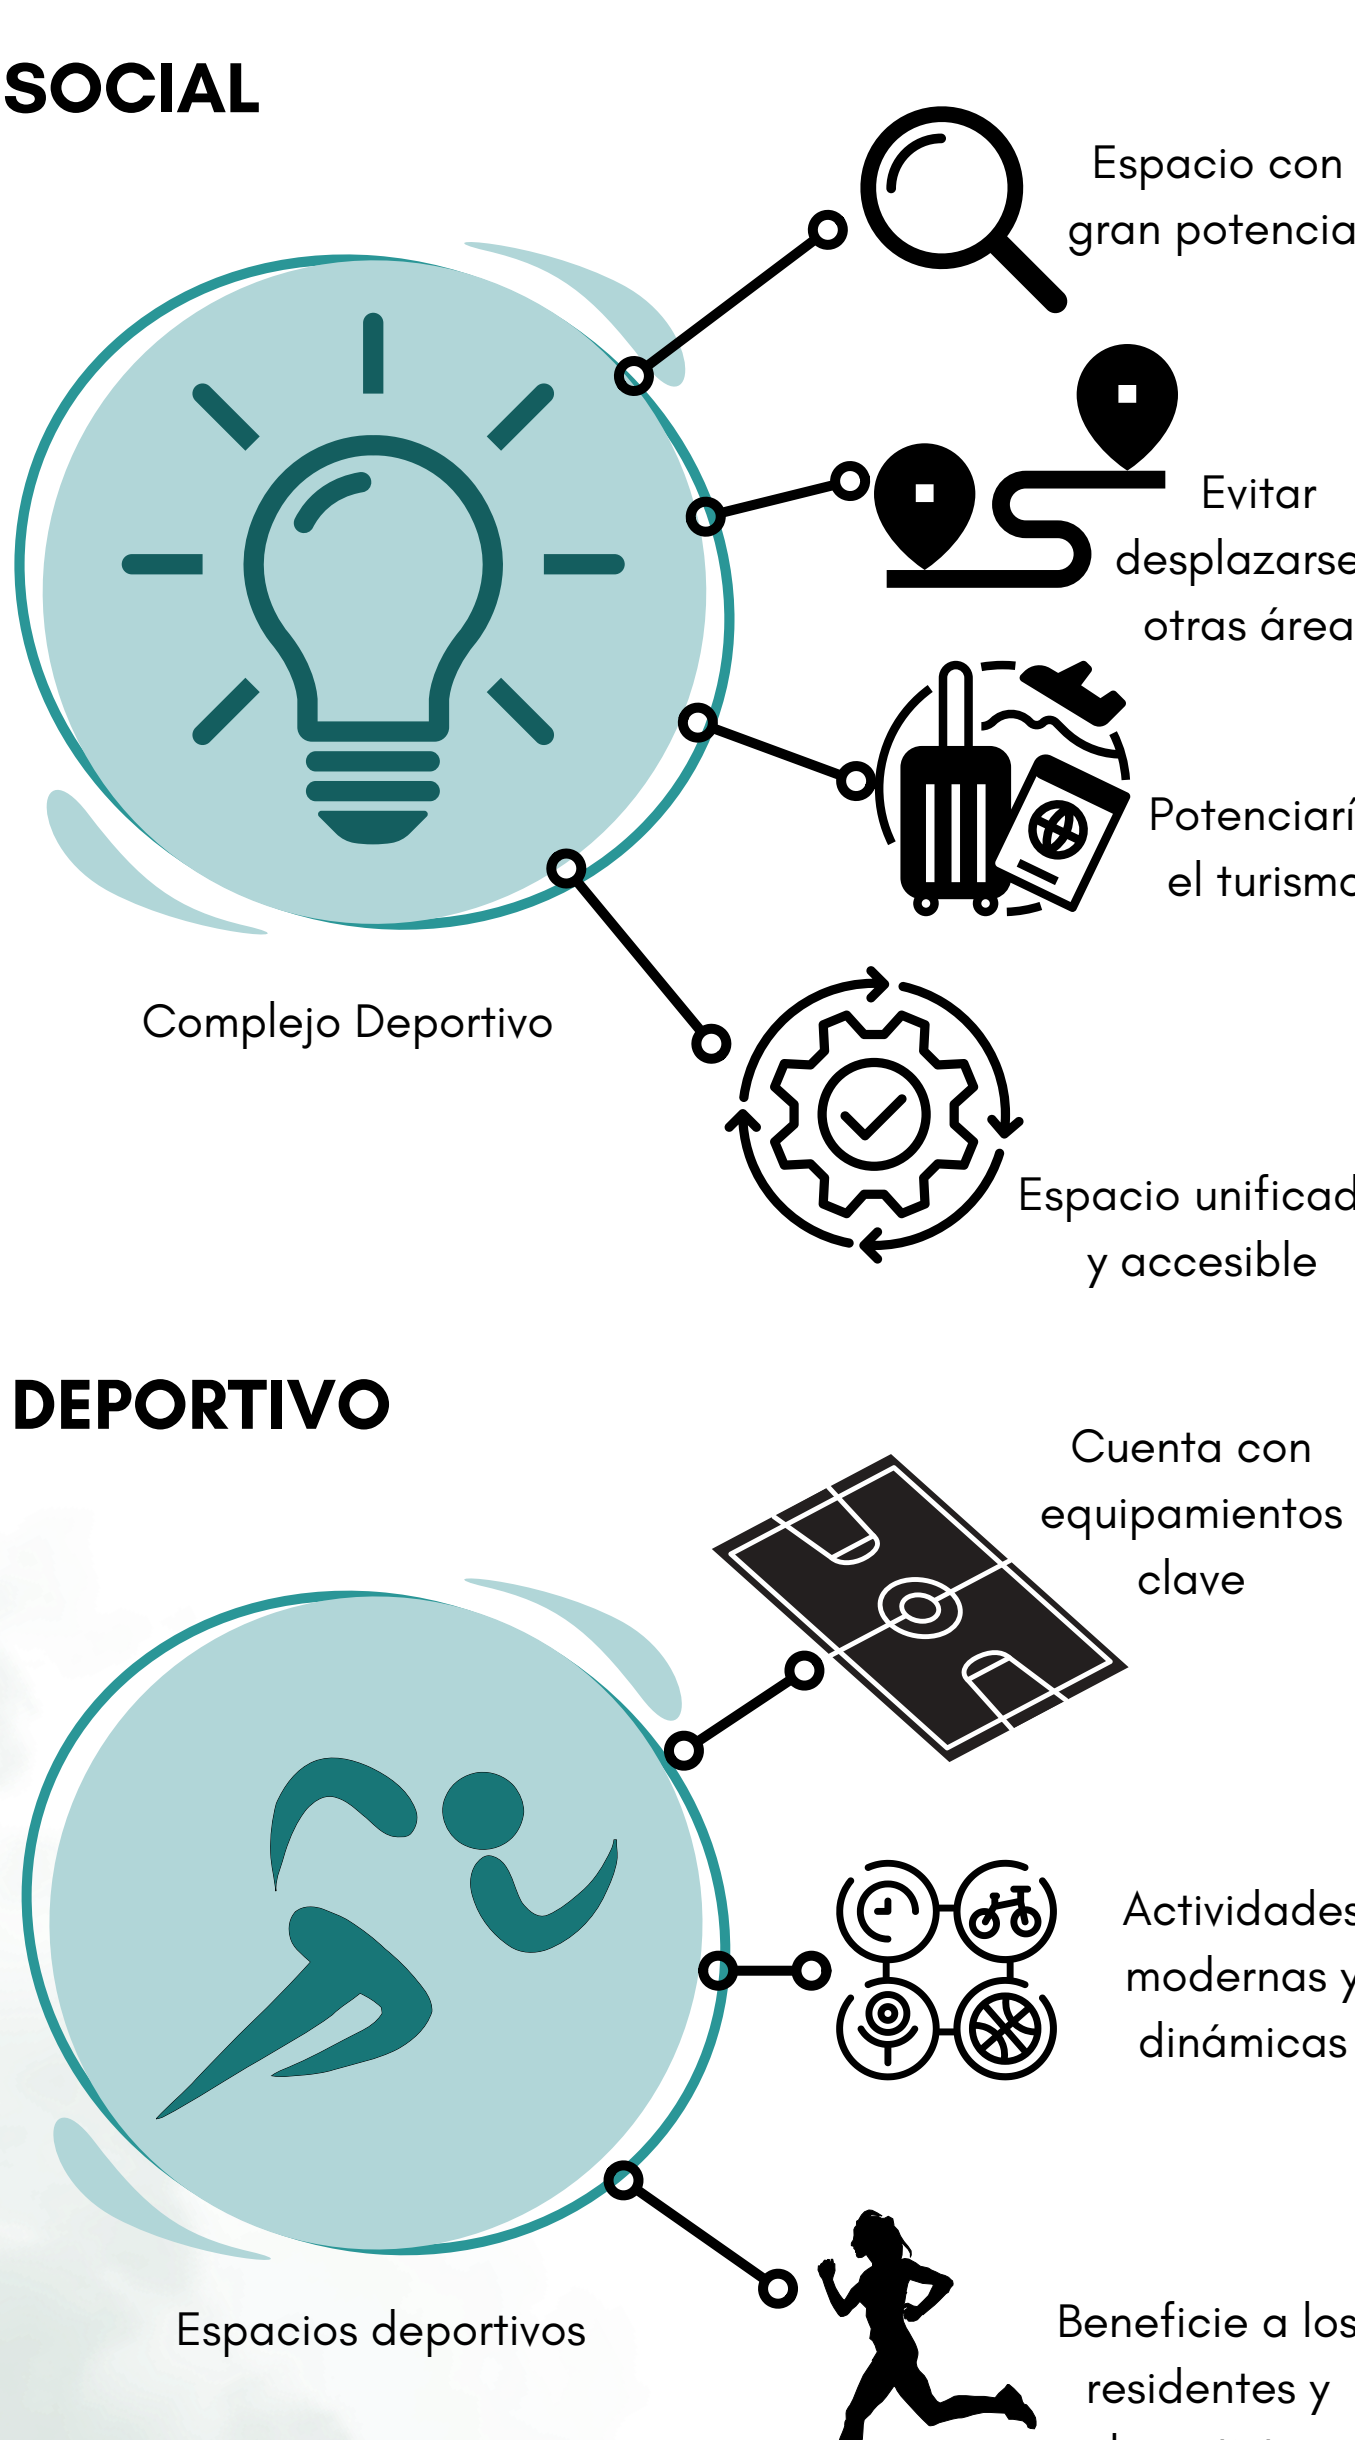 SOCIAL
Espacio con
gran potencia
Evitar
desplazarse
otras área
Potenciarí
el turismo
Complejo Deportivo
Espacio unificad
y accesible
DEPORTIVO
Cuenta con
equipamientos
clave
Actividades
modernas y
dinámicas
Espacios deportivos
Beneficie a los
residentes y